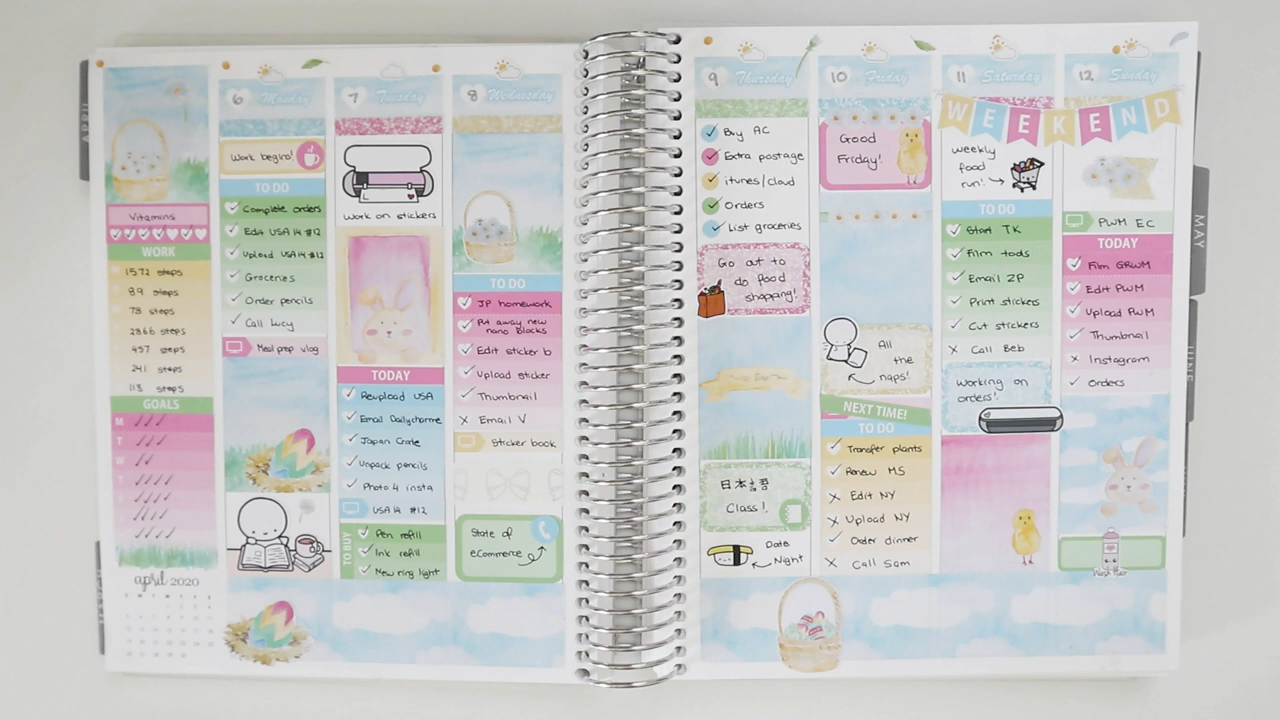 Vitamins
WORK
1572 steps
89 steps
78 steps
2866 steps
457 steps
241 steps
113 steps
GOALS
M
T
W
april 2020
6 Monday
Work begins!
TO DO
Complete orders
Edit USA 14 #12
Upload USA 14 #12
Groceries
Order pencils
Call Lucy
Meal prep vlog
7 Tuesday
Work on stickers
TODAY
Reupload USA
Email Dailycharme
Japan Crate
Unpack pencils
Photo 4 insta
USA 14 #12
TO BUY
Pen refill
Ink refill
New ring light
8 Wednesday
TO DO
JP homework
Put away new
nano blocks
Edit sticker b
Upload sticker
Thumbnail
Email V
Sticker book
State of
eCommerce
9 Thursday
Buy AC
Extra postage
itunes/cloud
Orders
List groceries
Go out to
do food
shopping!
日本語
Class!
Date
Night
10 Friday
Good
Friday!
All
the
naps!
NEXT TIME!
TO DO
Transfer plants
Renew MS
Edit NY
Upload NY
Order dinner
Call Sam
11 Saturday
WEEKEND
weekly
food
run!
TO DO
Start TK
Film tods
Email ZP
Print stickers
Cut stickers
Call Beb
Working on
orders!
12 Sunday
PWM EC
TODAY
Film GRWM
Edit PWM
Upload PWM
Thumbnail
Instagram
Orders
MAY
JUNE